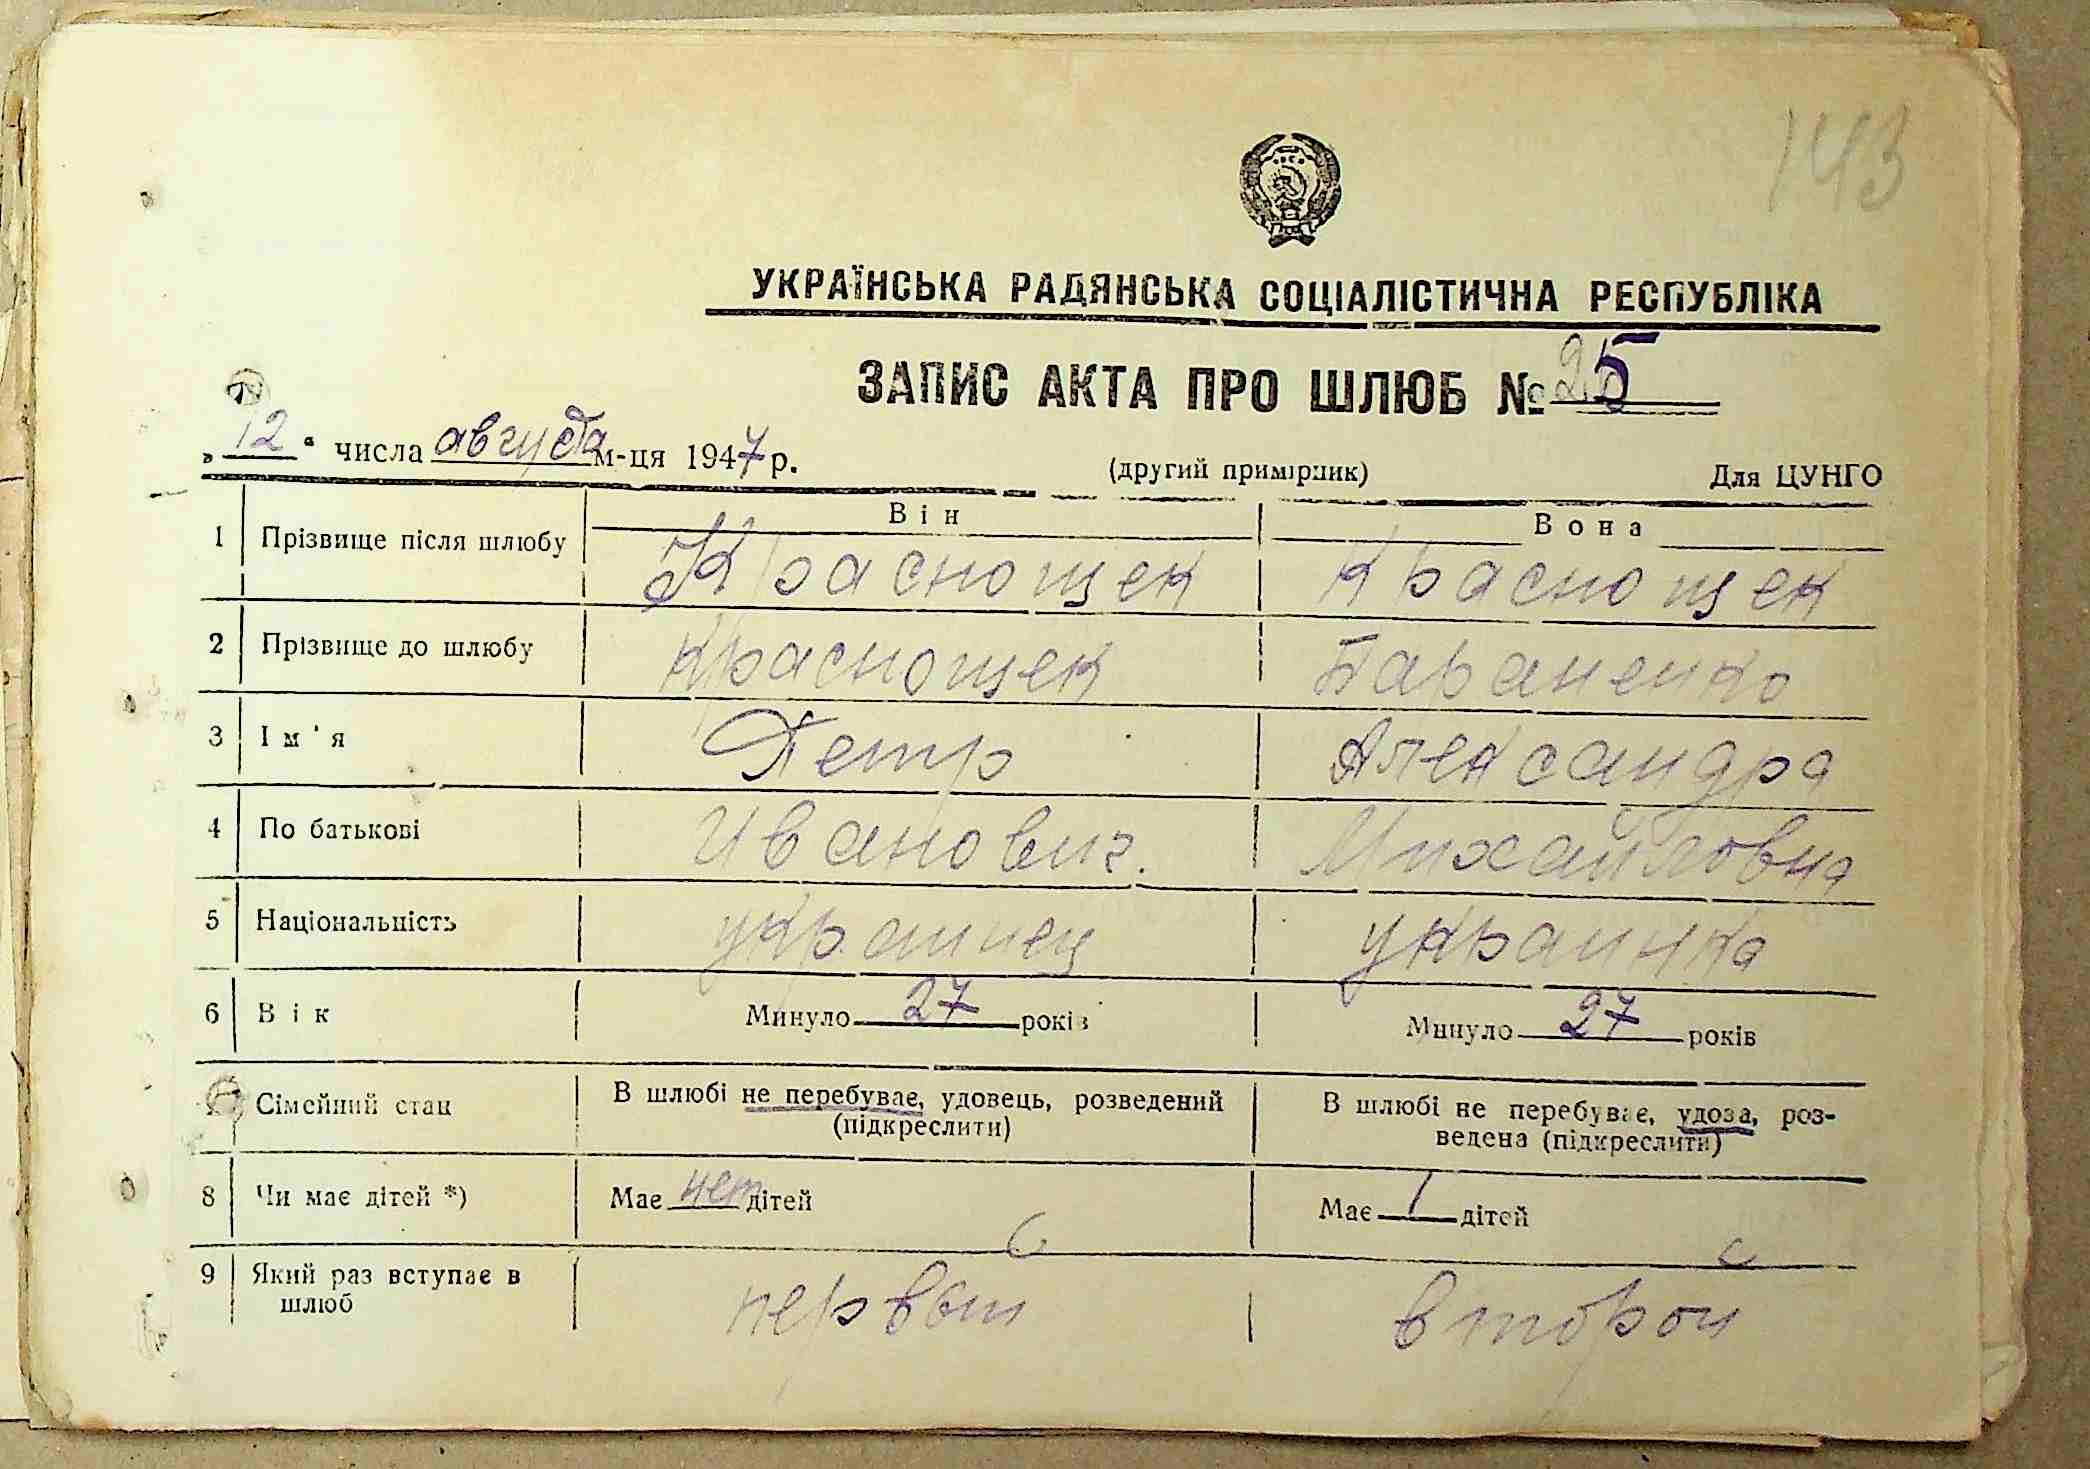 143
УКРАЇНСЬКА РАДЯНСЬКА СОЦІАЛІСТИЧНА РЕСПУБЛІКА
ЗАПИС АКТА ПРО ШЛЮБ № 25
„12“ числа августа м-ця 1947 р. (другий примірник) Для ЦУНГО
Він Вона
1 Прізвище після шлюбу Краснощек Краснощек
2 Прізвище до шлюбу Краснощек Бараненко
3 Ім'я Петр Александра
4 По батькові Иванович. Михайловна
5 Національність украинец украинка
6 Вік Минуло 27 років Минуло 27 років
Сімейний стан В шлюбі не перебуває, удовець, розведений В шлюбі не перебуває, удова, роз-
(підкреслити) ведена (підкреслити)
8 Чи має дітей *) Має нет дітей Має 1 дітей
9 Який раз вступає в первый второй
шлюб